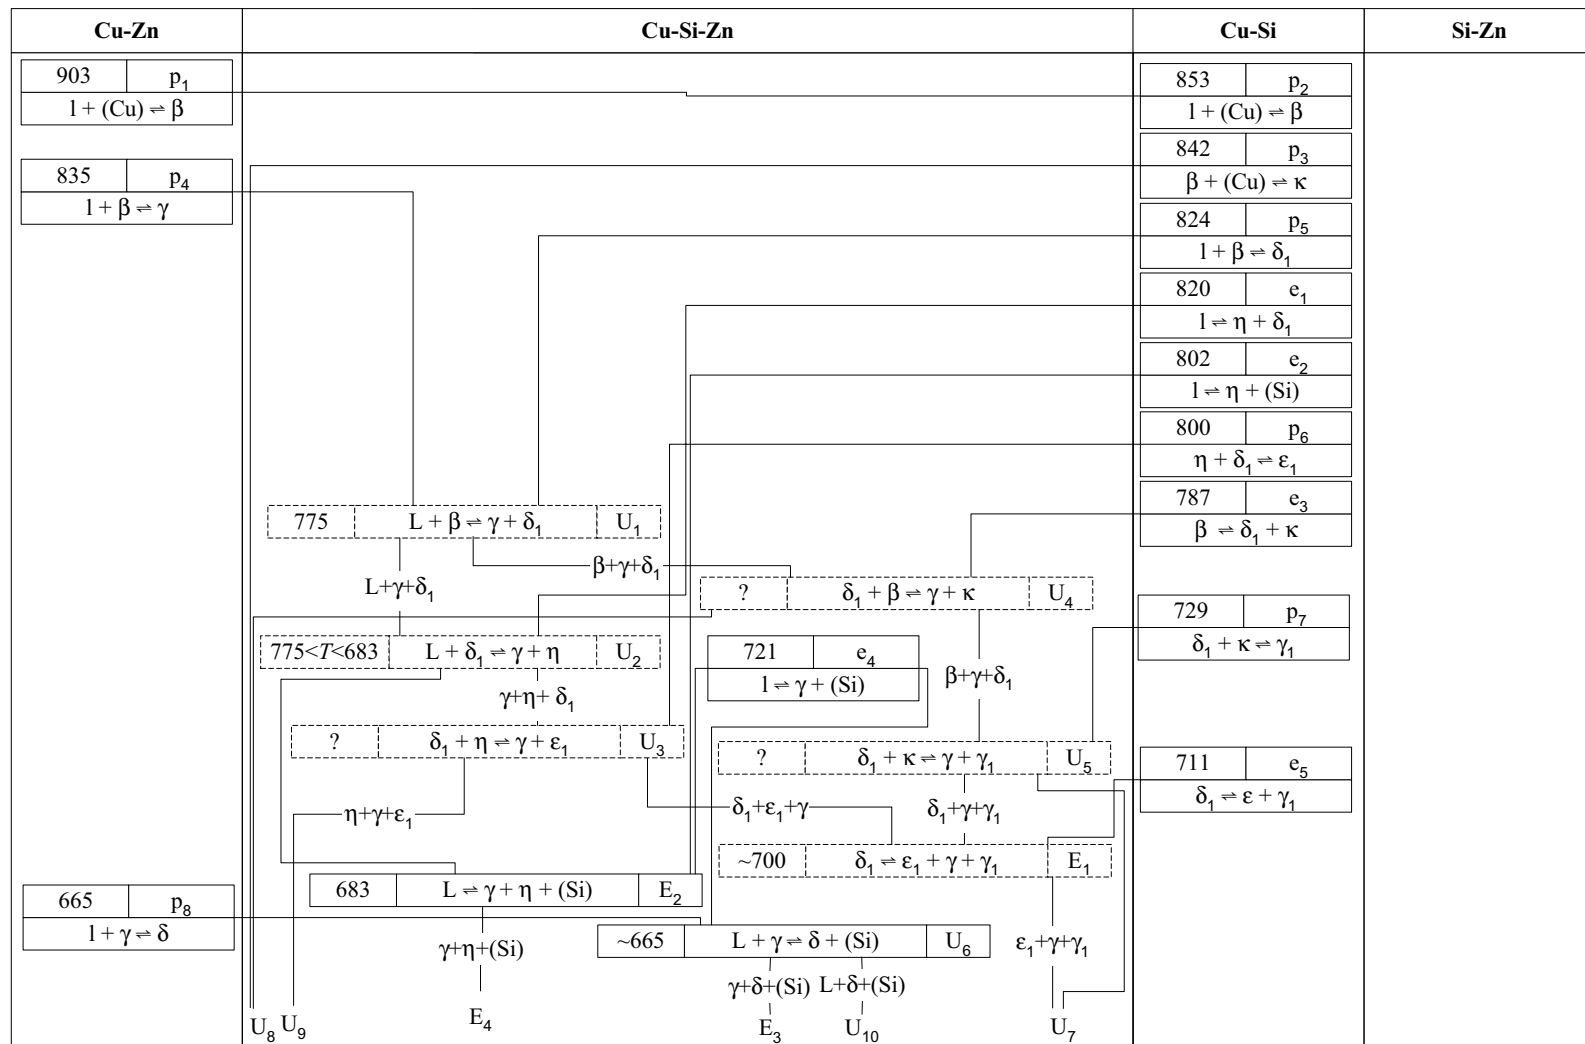 Cu-Zn Cu-Si-Zn Cu-Si Si-Zn
903 p₁
l + (Cu) ⇌ β
853 p₂
l + (Cu) ⇌ β
842 p₃
β + (Cu) ⇌ κ
835 p₄
l + β ⇌ γ
824 p₅
l + β ⇌ δ₁
820 e₁
l ⇌ η + δ₁
802 e₂
l ⇌ η + (Si)
800 p₆
η + δ₁ ⇌ ε₁
787 e₃
β ⇌ δ₁ + κ
775 L + β ⇌ γ + δ₁ U₁
β+γ+δ₁
L+γ+δ₁
? δ₁ + β ⇌ γ + κ U₄
729 p₇
δ₁ + κ ⇌ γ₁
775<T<683 L + δ₁ ⇌ γ + η U₂
721 e₄
l ⇌ γ + (Si)
β+γ+δ₁
γ+η+ δ₁
? δ₁ + η ⇌ γ + ε₁ U₃
? δ₁ + κ ⇌ γ + γ₁ U₅
711 e₅
δ₁ ⇌ ε + γ₁
η+γ+ε₁
δ₁+ε₁+γ
δ₁+γ+γ₁
~700 δ₁ ⇌ ε₁ + γ + γ₁ E₁
683 L ⇌ γ + η + (Si) E₂
665 p₈
l + γ ⇌ δ
~665 L + γ ⇌ δ + (Si) U₆
γ+η+(Si)
ε₁+γ+γ₁
γ+δ+(Si) L+δ+(Si)
U₈ U₉ E₄ E₃ U₁₀ U₇